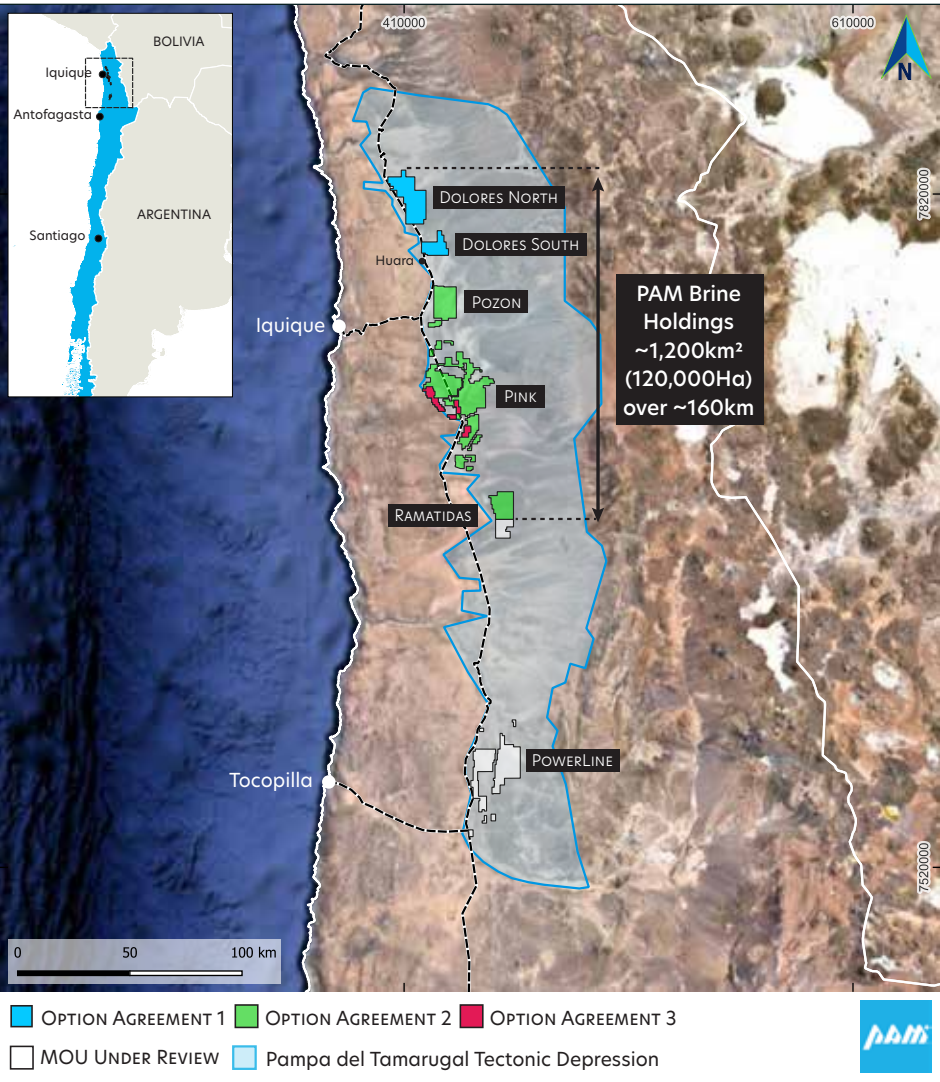 410000
610000
BOLIVIA
Iquique
Antofagasta
ARGENTINA
Santiago
N
7820000
DOLORES NORTH
DOLORES SOUTH
Huara
POZON
Iquique
PAM Brine
Holdings
~1,200km²
(120,000Ha)
over ~160km
PINK
RAMATIDAS
POWERLINE
Tocopilla
7520000
0 50 100 km
OPTION AGREEMENT 1 OPTION AGREEMENT 2 OPTION AGREEMENT 3
MOU UNDER REVIEW Pampa del Tamarugal Tectonic Depression
pam